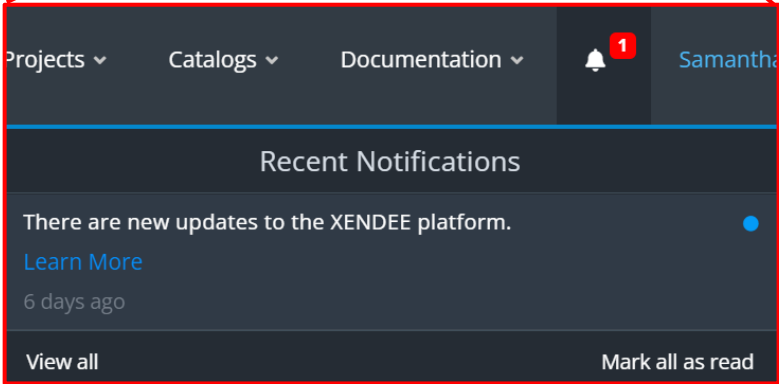 Projects Catalogs Documentation 1 Samantha
Recent Notifications
There are new updates to the XENDEE platform.
Learn More
6 days ago
View all Mark all as read